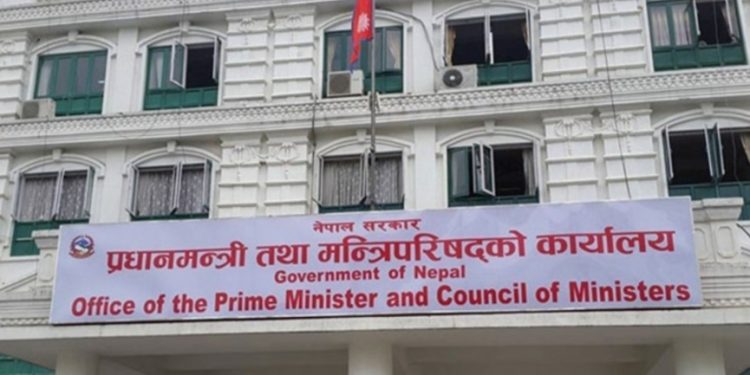 नेपाल सरकार
प्रधानमन्त्री तथा मन्त्रिपरिषद्को कार्यालय
Government of Nepal
Office of the Prime Minister and Council of Ministers